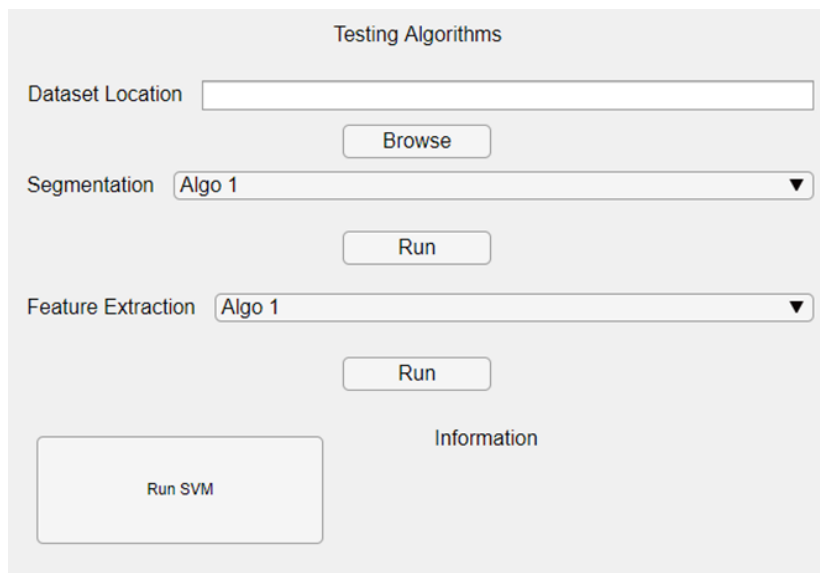 Testing Algorithms
Dataset Location
Browse
Segmentation Algo 1
Run
Feature Extraction Algo 1
Run
Information
Run SVM